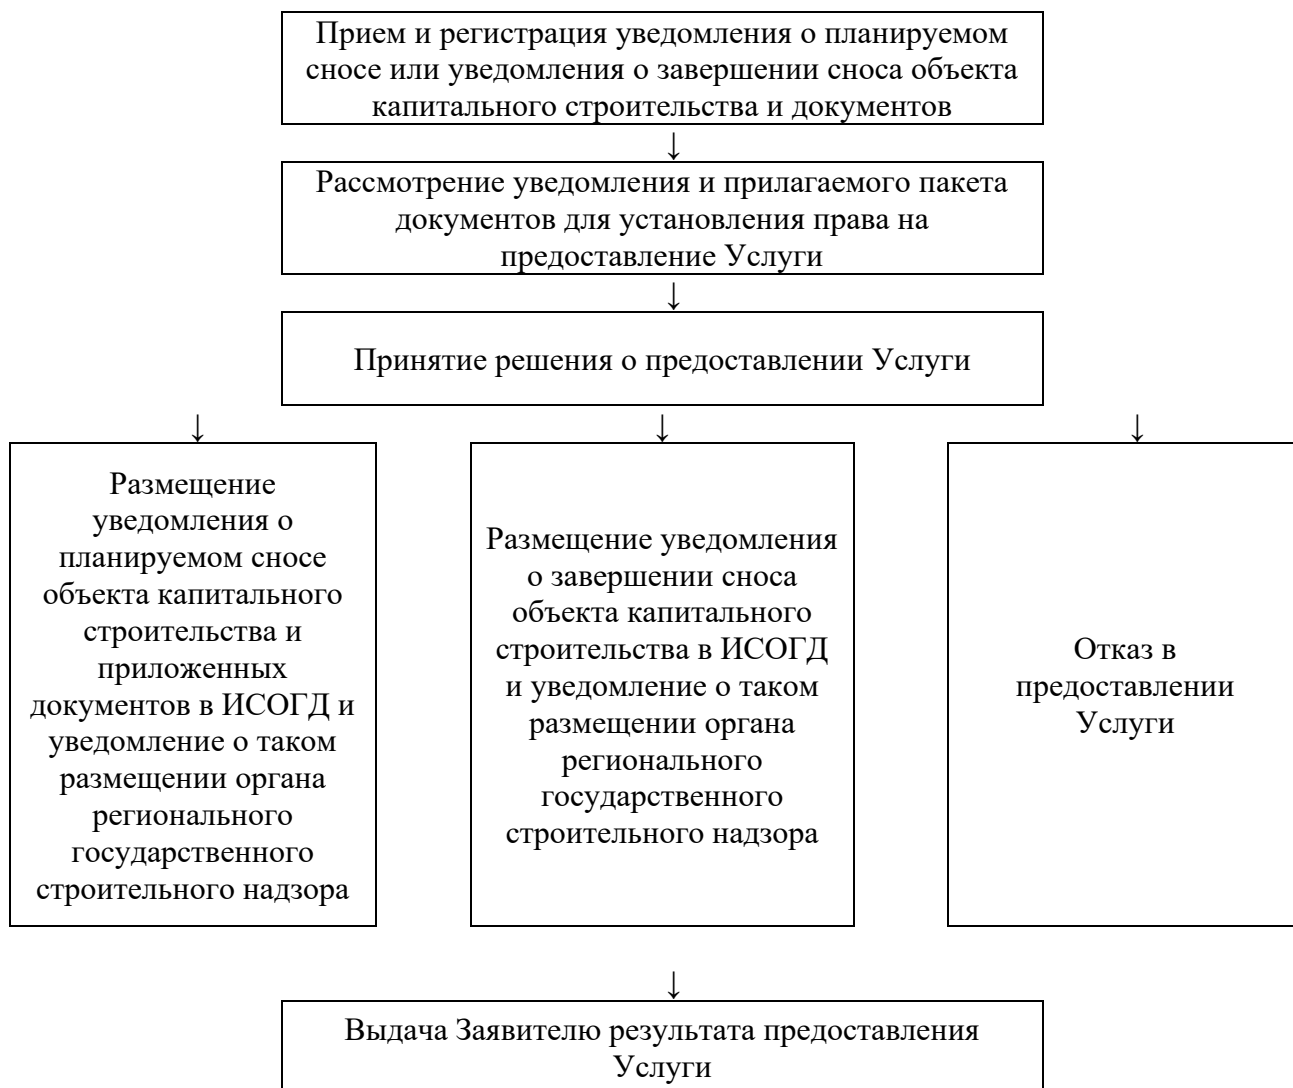 Прием и регистрация уведомления о планируемом
сносе или уведомления о завершении сноса объекта
капитального строительства и документов
↓
Рассмотрение уведомления и прилагаемого пакета
документов для установления права на
предоставление Услуги
↓
Принятие решения о предоставлении Услуги
↓ ↓ ↓
Размещение
уведомления о
планируемом сносе
объекта капитального
строительства и
приложенных
документов в ИСОГД и
уведомление о таком
размещении органа
регионального
государственного
строительного надзора
Размещение уведомления
о завершении сноса
объекта капитального
строительства в ИСОГД
и уведомление о таком
размещении органа
регионального
государственного
строительного надзора
Отказ в
предоставлении
Услуги
↓
Выдача Заявителю результата предоставления
Услуги